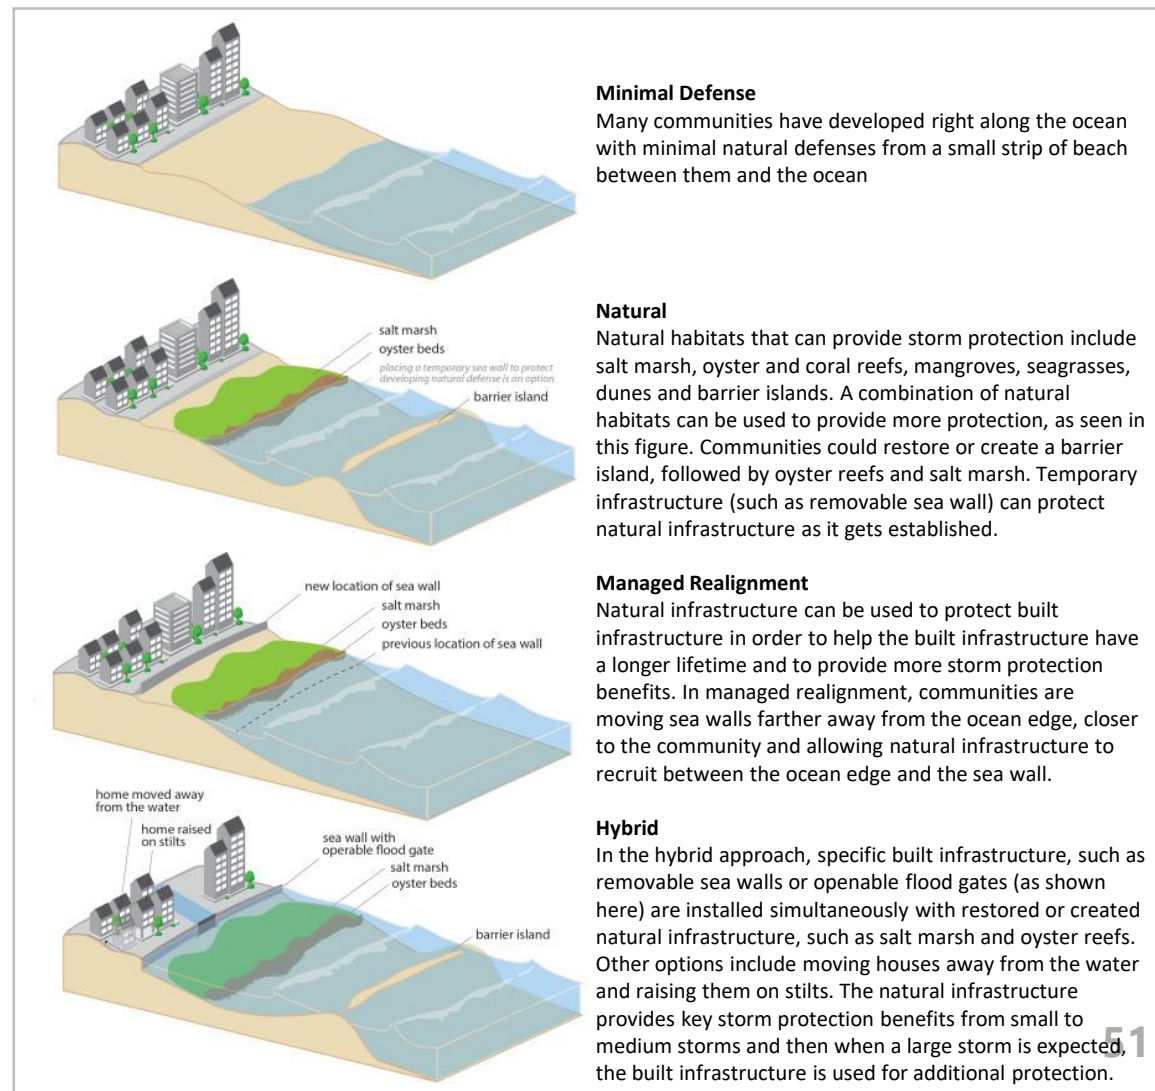 Minimal Defense
Many communities have developed right along the ocean
with minimal natural defenses from a small strip of beach
between them and the ocean
salt marsh
oyster beds
placing a temporary sea wall to protect
developing natural defense is an option
barrier island
Natural
Natural habitats that can provide storm protection include
salt marsh, oyster and coral reefs, mangroves, seagrasses,
dunes and barrier islands. A combination of natural
habitats can be used to provide more protection, as seen in
this figure. Communities could restore or create a barrier
island, followed by oyster reefs and salt marsh. Temporary
infrastructure (such as removable sea wall) can protect
natural infrastructure as it gets established.
new location of sea wall
salt marsh
oyster beds
previous location of sea wall
Managed Realignment
Natural infrastructure can be used to protect built
infrastructure in order to help the built infrastructure have
a longer lifetime and to provide more storm protection
benefits. In managed realignment, communities are
moving sea walls farther away from the ocean edge, closer
to the community and allowing natural infrastructure to
recruit between the ocean edge and the sea wall.
home moved away
from the water
home raised
on stilts
sea wall with
operable flood gate
salt marsh
oyster beds
barrier island
Hybrid
In the hybrid approach, specific built infrastructure, such as
removable sea walls or openable flood gates (as shown
here) are installed simultaneously with restored or created
natural infrastructure, such as salt marsh and oyster reefs.
Other options include moving houses away from the water
and raising them on stilts. The natural infrastructure
provides key storm protection benefits from small to
medium storms and then when a large storm is expected,
the built infrastructure is used for additional protection.
51